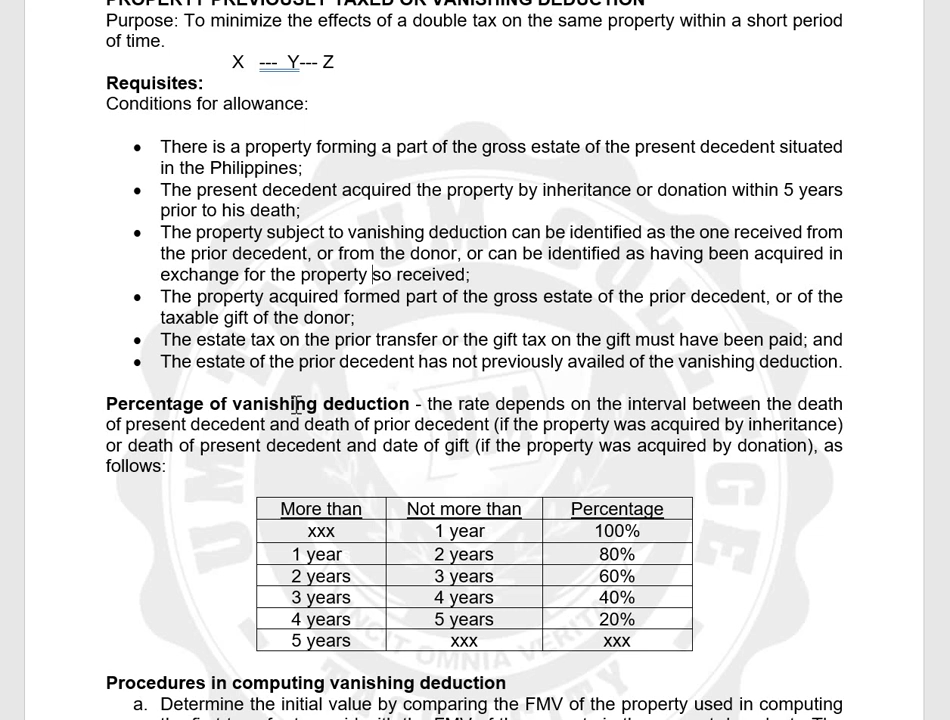 PROPERTY PREVIOUSLY TAXED OR VANISHING DEDUCTION
Purpose: To minimize the effects of a double tax on the same property within a short period
of time.
X --- Y--- Z
Requisites:
Conditions for allowance:
• There is a property forming a part of the gross estate of the present decedent situated
in the Philippines;
• The present decedent acquired the property by inheritance or donation within 5 years
prior to his death;
• The property subject to vanishing deduction can be identified as the one received from
the prior decedent, or from the donor, or can be identified as having been acquired in
exchange for the property so received;
• The property acquired formed part of the gross estate of the prior decedent, or of the
taxable gift of the donor;
• The estate tax on the prior transfer or the gift tax on the gift must have been paid; and
• The estate of the prior decedent has not previously availed of the vanishing deduction.
Percentage of vanishing deduction - the rate depends on the interval between the death
of present decedent and death of prior decedent (if the property was acquired by inheritance)
or death of present decedent and date of gift (if the property was acquired by donation), as
follows:
More than Not more than Percentage
xxx 1 year 100%
1 year 2 years 80%
2 years 3 years 60%
3 years 4 years 40%
4 years 5 years 20%
5 years xxx xxx
Procedures in computing vanishing deduction
a. Determine the initial value by comparing the FMV of the property used in computing